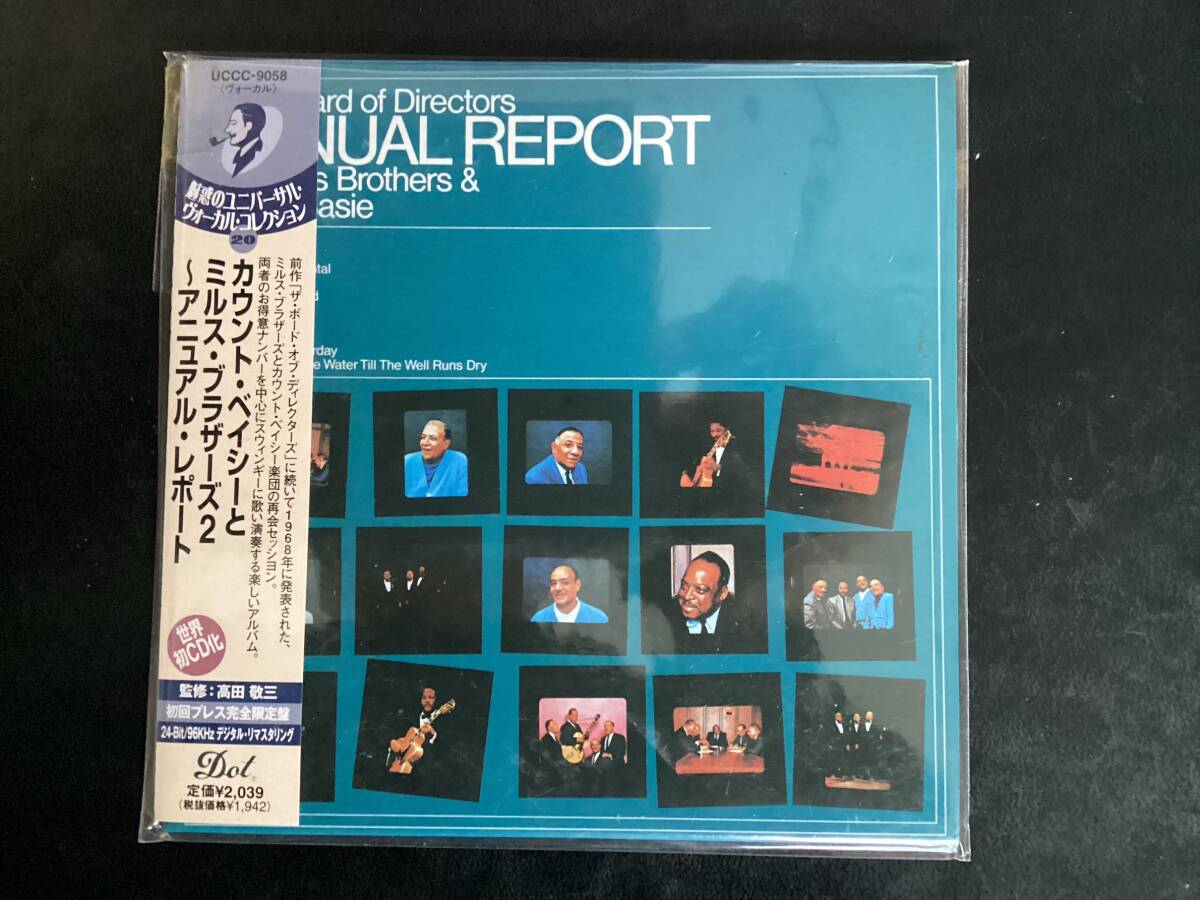 UCCC-9058
(ヴォーカル)
魅惑のユニバーサル・
ヴォーカル・コレクション
20
カウント・ベイシーと
ミルス・ブラザーズ2
～アニュアル・レポート
前作「ザ・ボード・オブ・ディレクターズ」に続いて1968年に発表された、
ミルス・ブラザーズとカウント・ベイシー楽団の再会セッション。
両者のお得意ナンバーを中心にスウィンギーに歌い演奏する楽しいアルバム。
世界
初CD化
監修:高田 敬三
初回プレス完全限定盤
24-Bit/96KHz デジタル・リマスタリング
Dot
定価¥2,039
(税抜価格¥1,942)
ard of Directors
NUAL REPORT
s Brothers &
asie
ntal
d
rday
e Water Till The Well Runs Dry